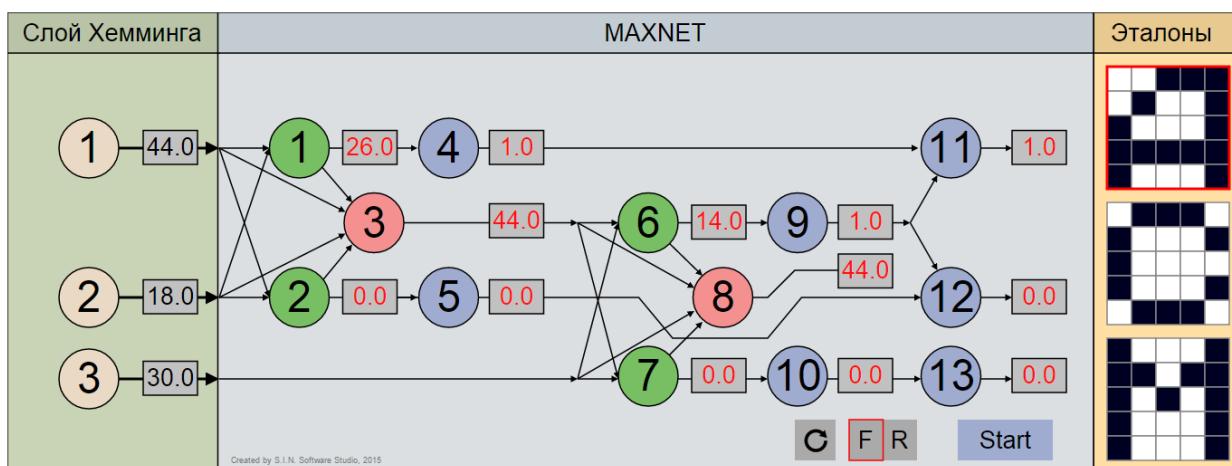 Слой Хемминга MAXNET Эталоны
1 44.0 1 26.0 4 1.0 11 1.0
3 44.0 6 14.0 9 1.0
44.0
2 18.0 2 0.0 5 0.0 8 12 0.0
3 30.0 7 0.0 10 0.0 13 0.0
F R Start
Created by S.I.N. Software Studio, 2015